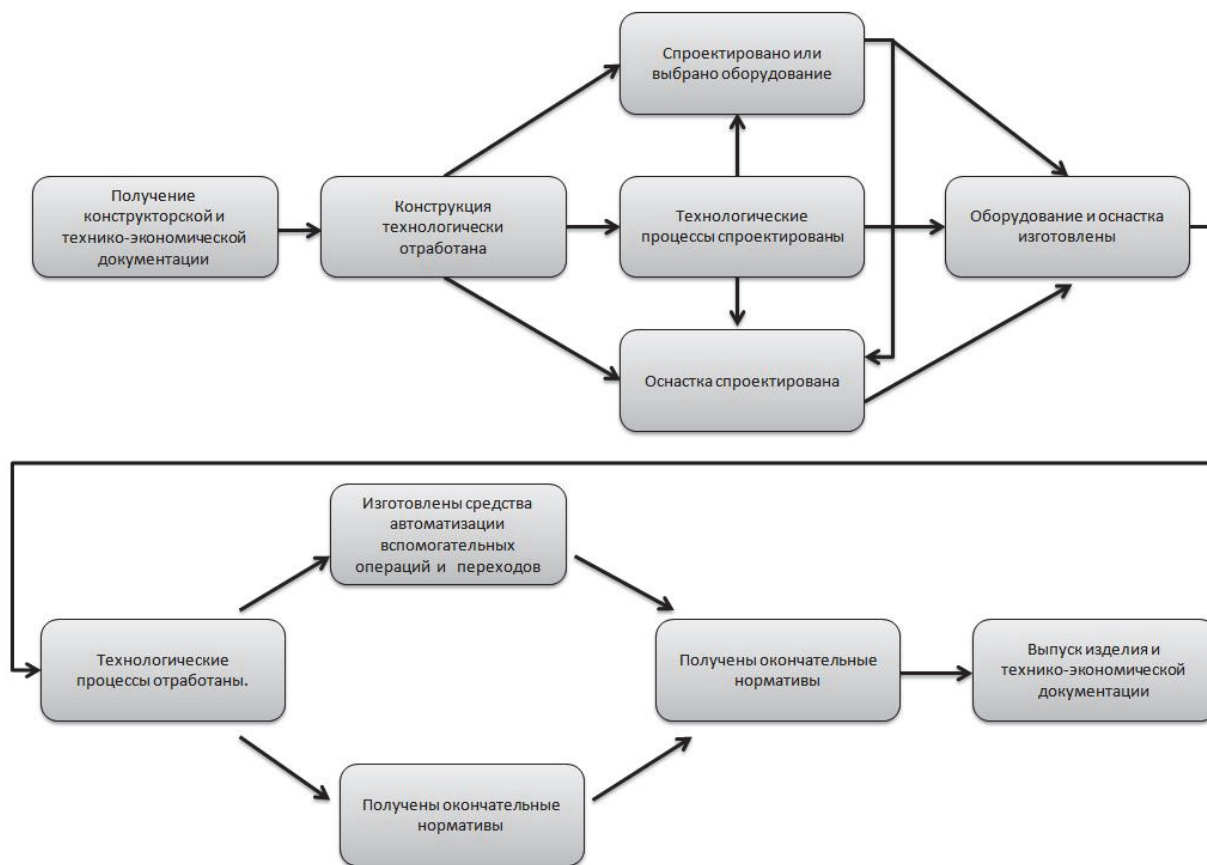 Спроектировано или
выбрано оборудование
Получение
конструкторской и
технико-экономической
документации
Конструкция
технологически
отработана
Технологические
процессы спроектированы
Оборудование и оснастка
изготовлены
Оснастка спроектирована
Изготовлены средства
автоматизации
вспомогательных
операций и переходов
Технологические
процессы отработаны.
Получены окончательные
нормативы
Выпуск изделия и
технико-экономической
документации
Получены окончательные
нормативы